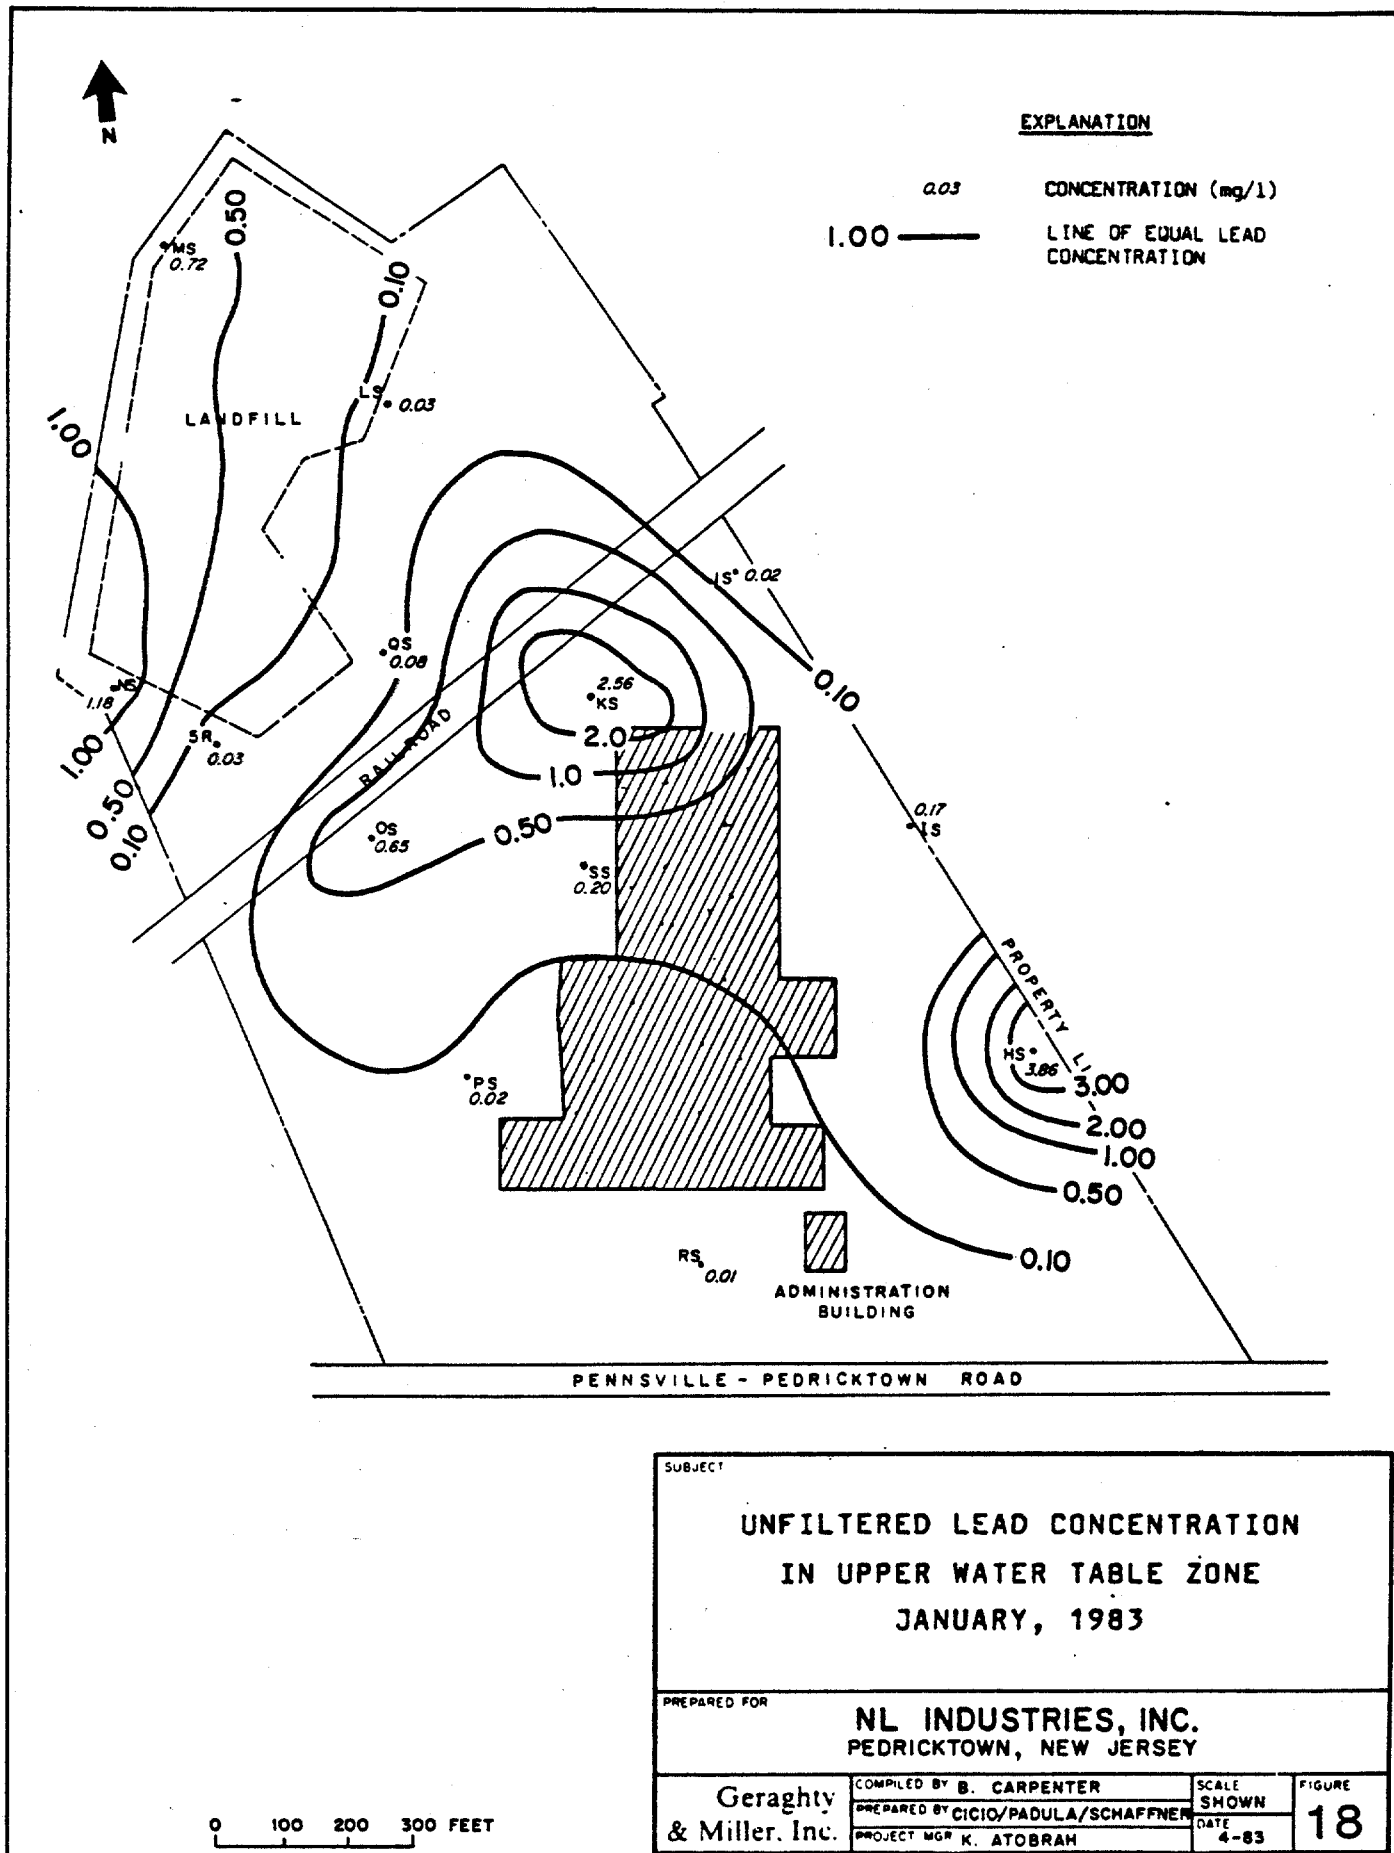 N
EXPLANATION
0.03 CONCENTRATION (mg/l)
1.00 LINE OF EQUAL LEAD
CONCENTRATION
0.50
MS
0.72
0.10
LS
0.03
LANDFILL
1.00
JS 0.02
QS
0.08
2.56
KS
0.10
NS
1.18
SR
0.03
RAILROAD
2.0
1.00
1.0
0.50
0.10
OS
0.65
0.50
0.17
IS
SS
0.20
PROPERTY LI
HS
3.86
3.00
PS
0.02
2.00
1.00
0.50
0.10
RS
0.01
ADMINISTRATION
BUILDING
PENNSVILLE - PEDRICKTOWN ROAD
SUBJECT
UNFILTERED LEAD CONCENTRATION
IN UPPER WATER TABLE ZONE
JANUARY, 1983
PREPARED FOR
NL INDUSTRIES, INC.
PEDRICKTOWN, NEW JERSEY
Geraghty
& Miller, Inc.
COMPILED BY B. CARPENTER
PREPARED BY CICIO/PADULA/SCHAFFNER
PROJECT MGR K. ATOBRAH
SCALE
SHOWN
DATE
4-83
FIGURE
18
0 100 200 300 FEET